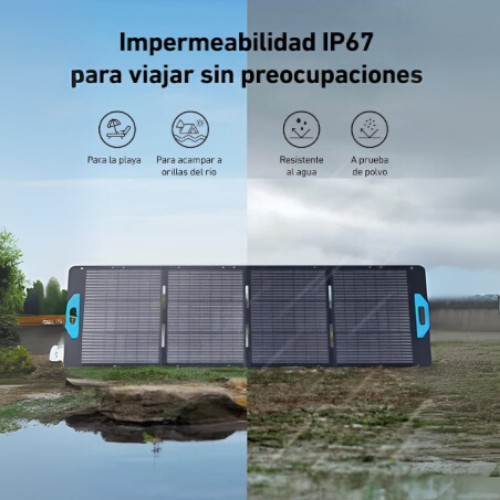 Impermeabilidad IP67
para viajar sin preocupaciones
Para la playa
Para acampar a
orillas del río
Resistente
al agua
A prueba
de polvo